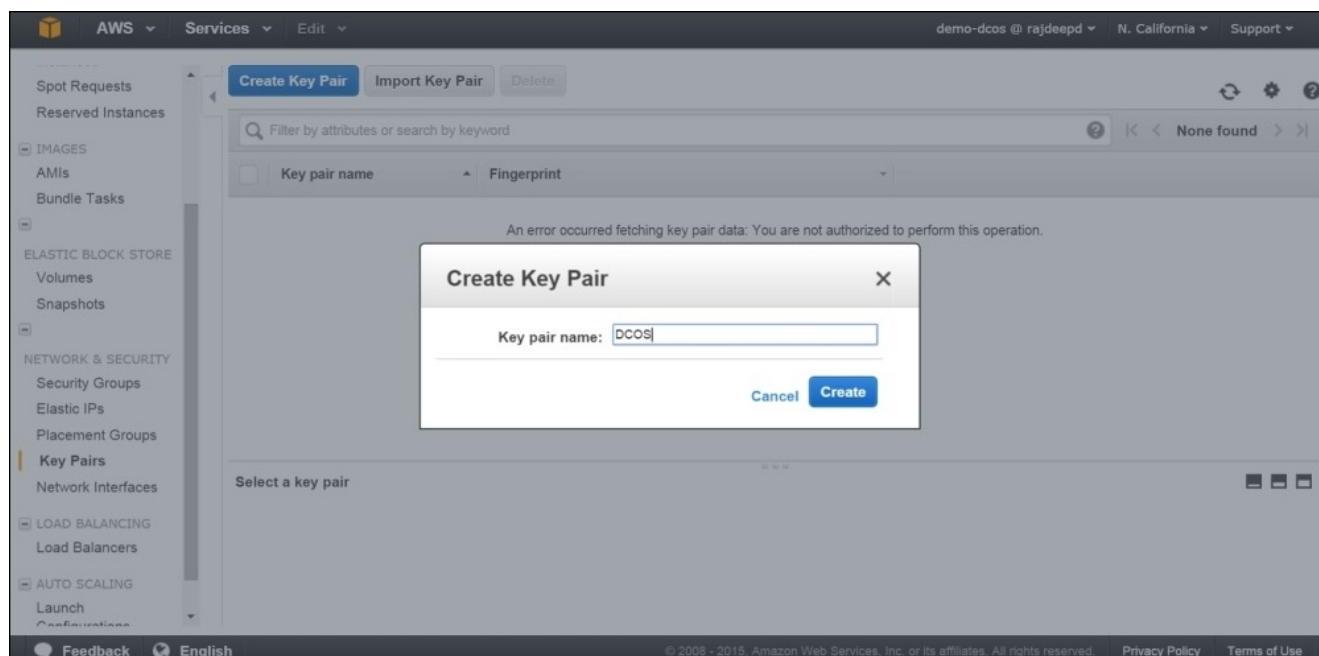 AWS Services Edit demo-dcos @ rajdeepd N. California Support
Spot Requests
Reserved Instances
IMAGES
AMIs
Bundle Tasks
ELASTIC BLOCK STORE
Volumes
Snapshots
NETWORK & SECURITY
Security Groups
Elastic IPs
Placement Groups
Key Pairs
Network Interfaces
LOAD BALANCING
Load Balancers
AUTO SCALING
Launch
Configurations
Create Key Pair Import Key Pair Delete
Filter by attributes or search by keyword
None found
Key pair name Fingerprint
An error occurred fetching key pair data: You are not authorized to perform this operation.
Create Key Pair
Key pair name: DCOS
Cancel Create
Select a key pair
Feedback English © 2008 - 2015, Amazon Web Services, Inc. or its affiliates. All rights reserved. Privacy Policy Terms of Use